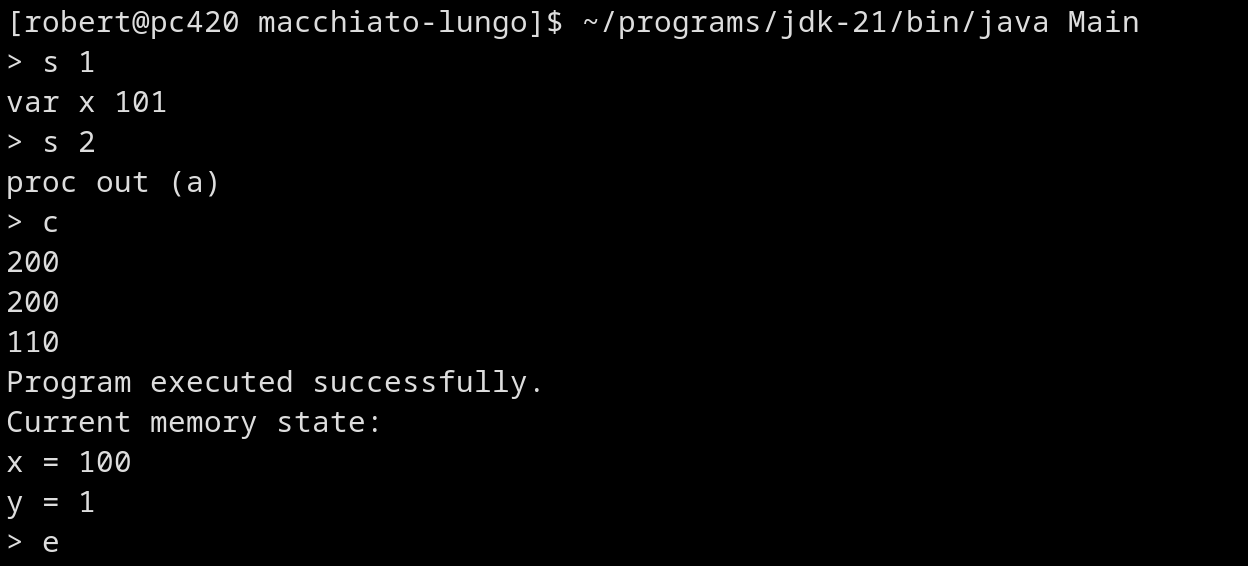 [robert@pc420 macchiato-lungo]$ ~/programs/jdk-21/bin/java Main
> s 1
var x 101
> s 2
proc out (a)
> c
200
200
110
Program executed successfully.
Current memory state:
x = 100
y = 1
> e